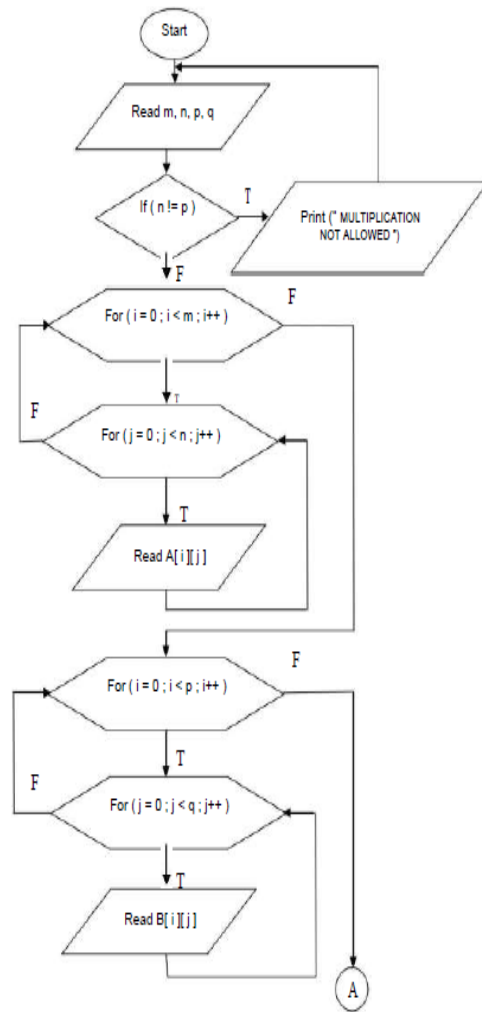 Start
Read m, n, p, q
If ( n != p )
T
Print (" MULTIPLICATION
NOT ALLOWED ")
F
For ( i = 0 ; i < m ; i++ )
F
T
F
For ( j = 0 ; j < n ; j++ )
T
Read A[ i ][ j ]
F
For ( i = 0 ; i < p ; i++ )
T
F
For ( j = 0 ; j < q ; j++ )
T
Read B[ i ][ j ]
A